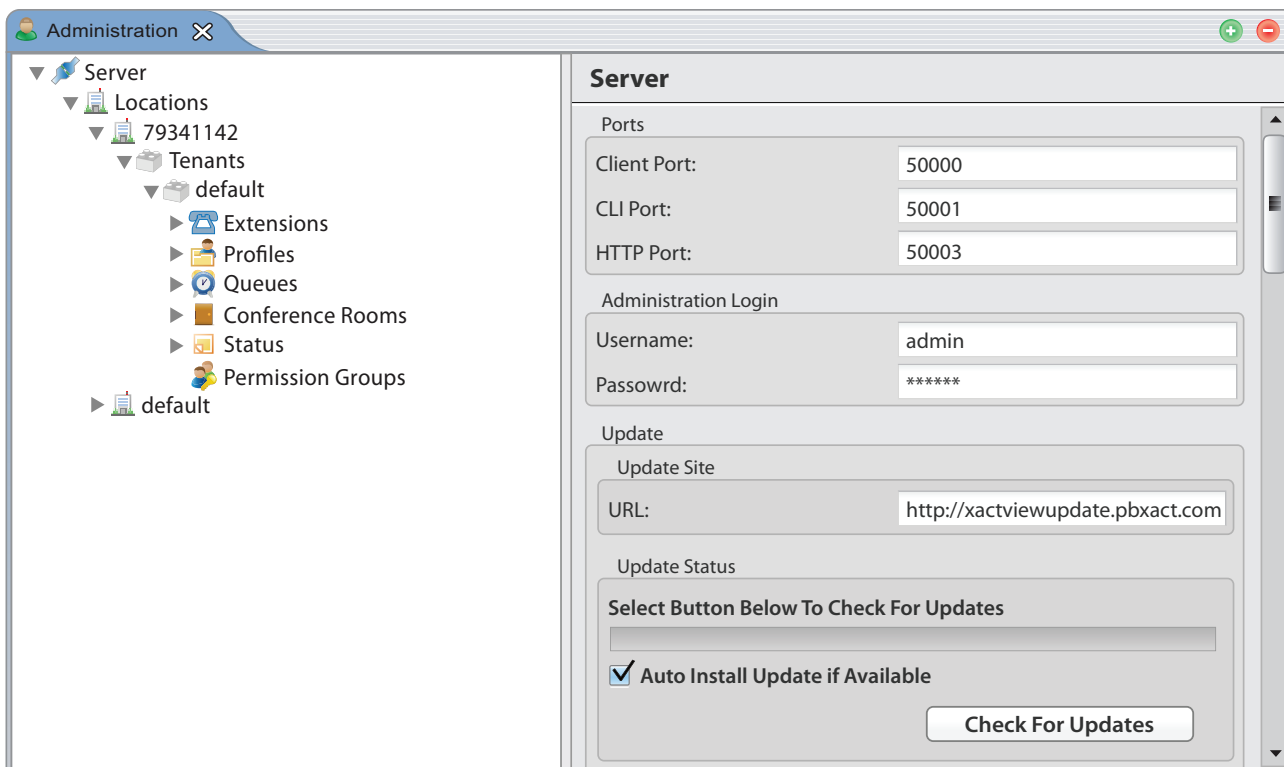 Administration
Server
Locations
79341142
Tenants
default
Extensions
Profiles
Queues
Conference Rooms
Status
Permission Groups
default
Server
Ports
Client Port: 50000
CLI Port: 50001
HTTP Port: 50003
Administration Login
Username: admin
Passowrd: ******
Update
Update Site
URL: http://xactviewupdate.pbxact.com
Update Status
Select Button Below To Check For Updates
Auto Install Update if Available
Check For Updates